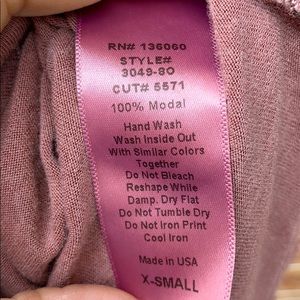 RN# 136060
STYLE#
3049-80
CUT# 5571
100% Modal
Hand Wash
Wash Inside Out
With Similar Colors
Together
Do Not Bleach
Reshape While
Damp. Dry Flat
Do Not Tumble Dry
Do Not Iron Print
Cool Iron
Made in USA
X-SMALL